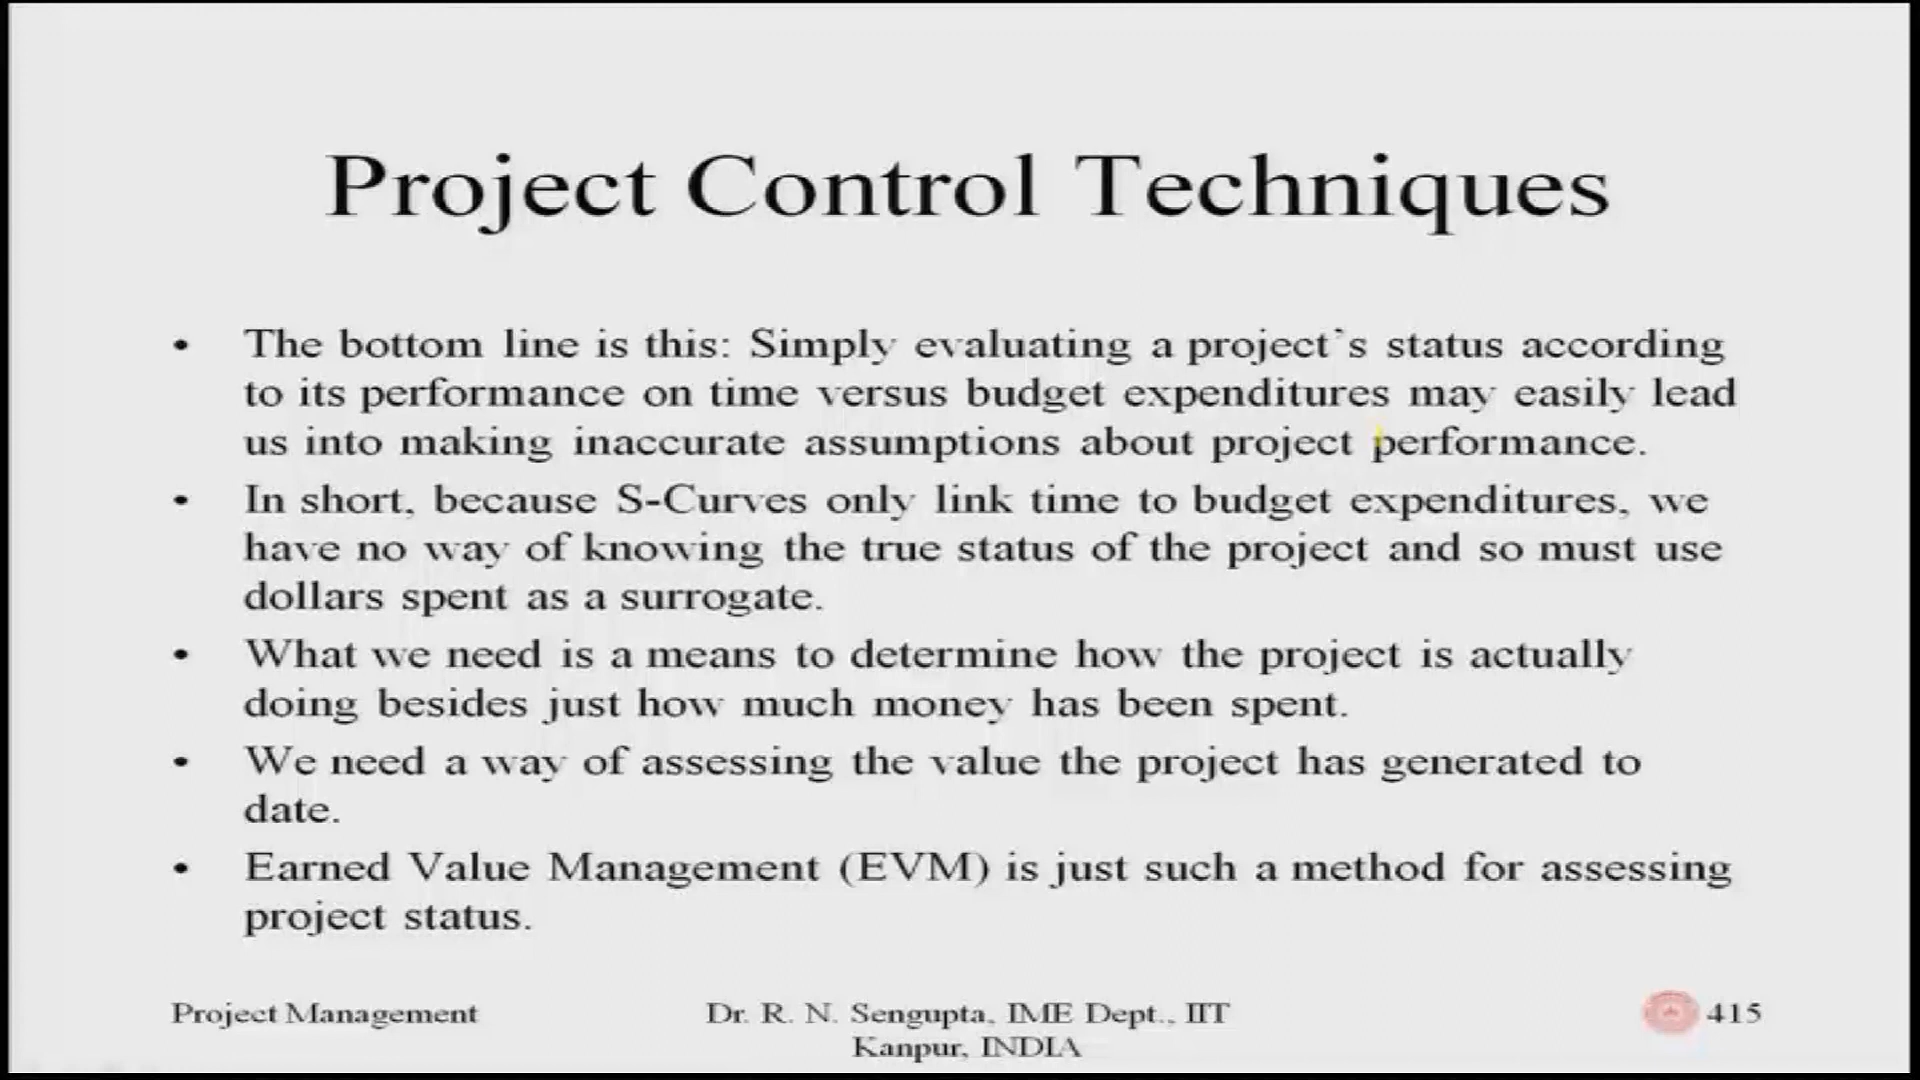 Project Control Techniques
• The bottom line is this: Simply evaluating a project's status according
to its performance on time versus budget expenditures may easily lead
us into making inaccurate assumptions about project performance.
• In short, because S-Curves only link time to budget expenditures, we
have no way of knowing the true status of the project and so must use
dollars spent as a surrogate.
• What we need is a means to determine how the project is actually
doing besides just how much money has been spent.
• We need a way of assessing the value the project has generated to
date.
• Earned Value Management (EVM) is just such a method for assessing
project status.
Project Management
Dr. R. N. Sengupta, IME Dept., IIT
Kanpur, INDIA
415